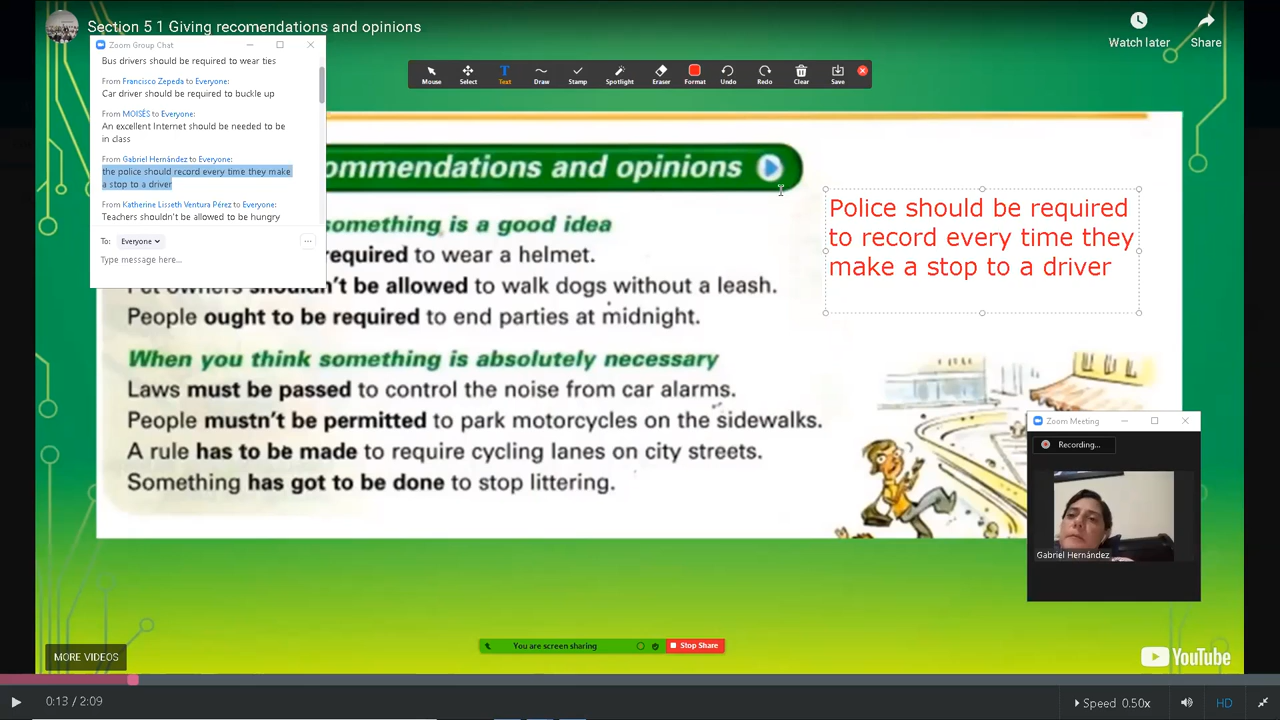 Section 5 1 Giving recomendations and opinions
Watch later
Share
Zoom Group Chat
Bus drivers should be required to wear ties
From Francisco Zepeda to Everyone:
Car driver should be required to buckle up
From MOISÉS to Everyone:
An excellent Internet should be needed to be
in class
From Gabriel Hernández to Everyone:
the police should record every time they make
a stop to a driver
From Katherine Lisseth Ventura Pérez to Everyone:
Teachers shouldn't be allowed to be hungry
To: Everyone
Type message here...
Mouse Select Text Draw Stamp Spotlight Eraser Format Undo Redo Clear Save
ommendations and opinions
something is a good idea
equired to wear a helmet.
shouldn't be allowed to walk dogs without a leash.
People ought to be required to end parties at midnight.
When you think something is absolutely necessary
Laws must be passed to control the noise from car alarms.
People mustn't be permitted to park motorcycles on the sidewalks.
A rule has to be made to require cycling lanes on city streets.
Something has got to be done to stop littering.
Police should be required
to record every time they
make a stop to a driver
Zoom Meeting
Recording...
Gabriel Hernández
You are screen sharing
Stop Share
MORE VIDEOS
YouTube
0:13 / 2:09
Speed 0.50x
HD